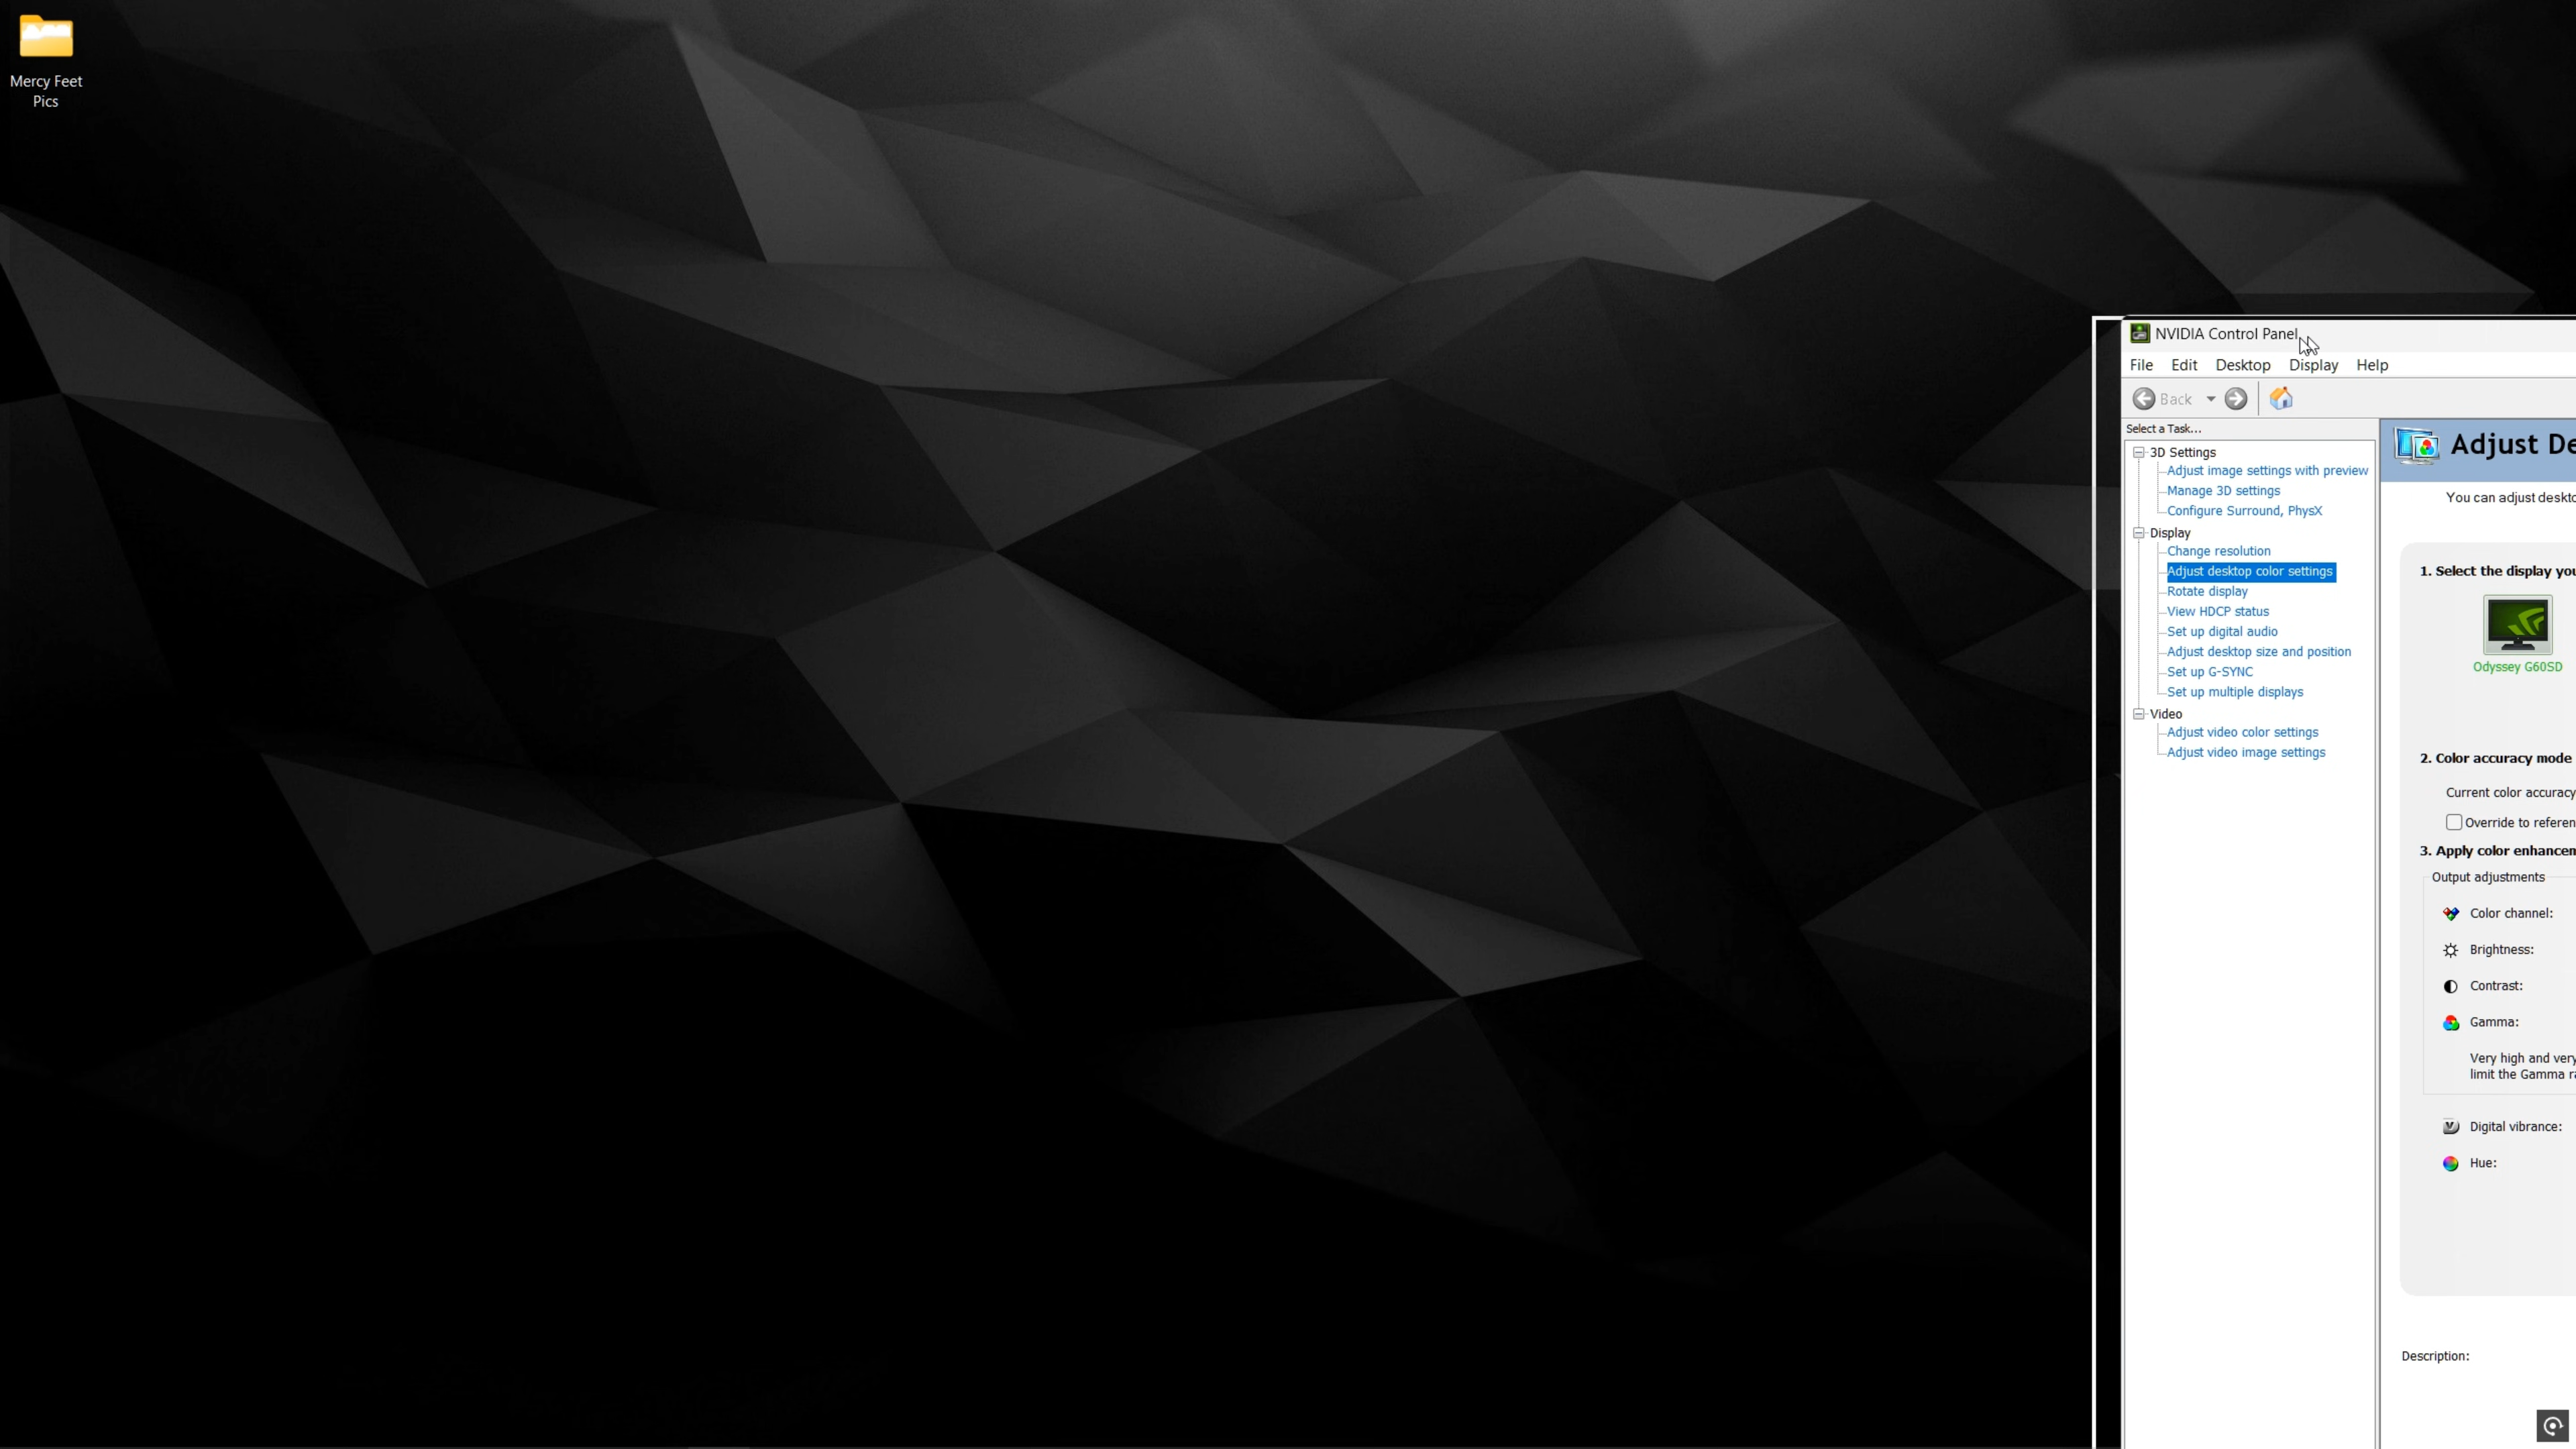 Mercy Feet
Pics
NVIDIA Control Panel
File Edit Desktop Display Help
Back
Select a Task...
3D Settings
Adjust image settings with preview
Manage 3D settings
Configure Surround, PhysX
Display
Change resolution
Adjust desktop color settings
Rotate display
View HDCP status
Set up digital audio
Adjust desktop size and position
Set up G-SYNC
Set up multiple displays
Video
Adjust video color settings
Adjust video image settings
Adjust De
You can adjust deskto
1. Select the display you
Odyssey G60SD
2. Color accuracy mode
Current color accuracy
Override to referen
3. Apply color enhancem
Output adjustments
Color channel:
Brightness:
Contrast:
Gamma:
Very high and very
limit the Gamma ra
Digital vibrance:
Hue:
Description: